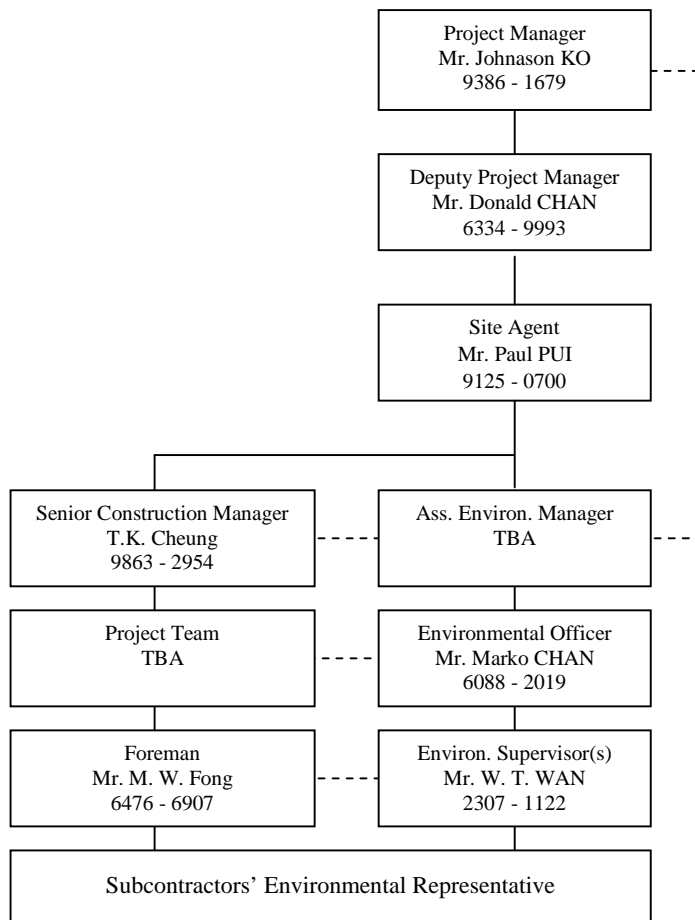 Project Manager
Mr. Johnason KO
9386 - 1679
Deputy Project Manager
Mr. Donald CHAN
6334 - 9993
Site Agent
Mr. Paul PUI
9125 - 0700
Senior Construction Manager
T.K. Cheung
9863 - 2954
Ass. Environ. Manager
TBA
Project Team
TBA
Environmental Officer
Mr. Marko CHAN
6088 - 2019
Foreman
Mr. M. W. Fong
6476 - 6907
Environ. Supervisor(s)
Mr. W. T. WAN
2307 - 1122
Subcontractors’ Environmental Representative